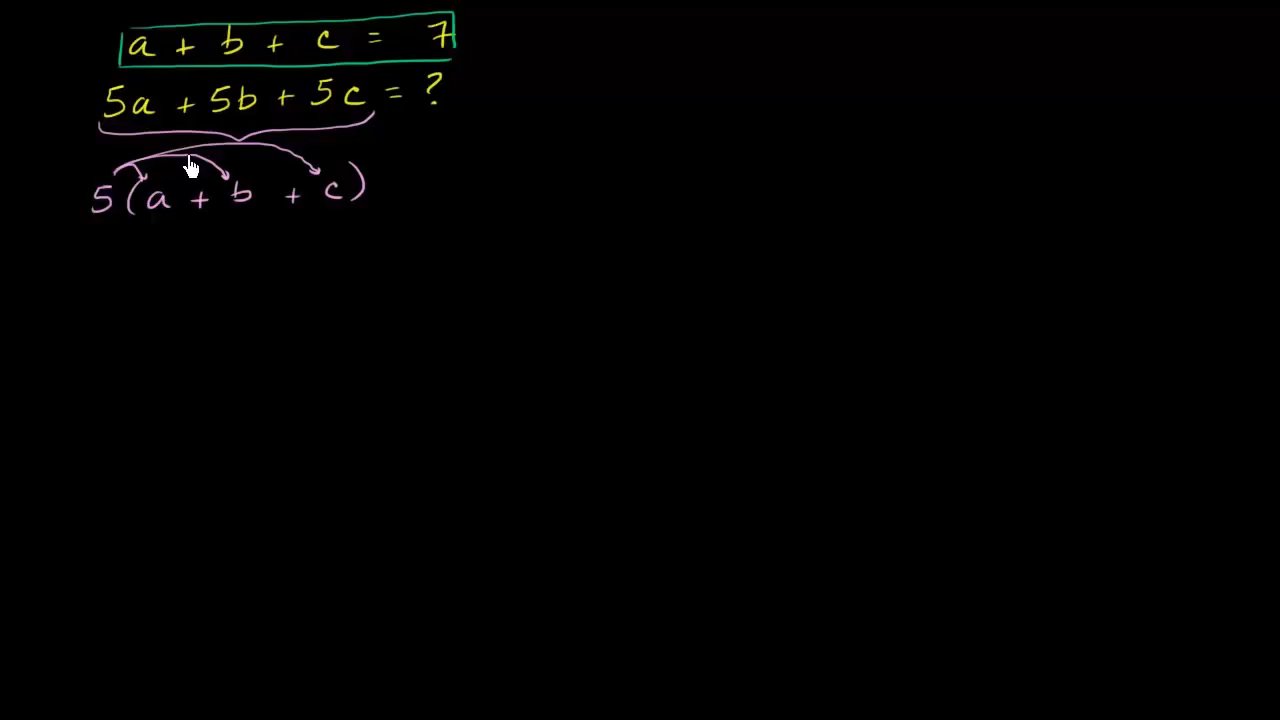 a + b + c = 7
5a + 5b + 5c = ?
5(a + b + c)